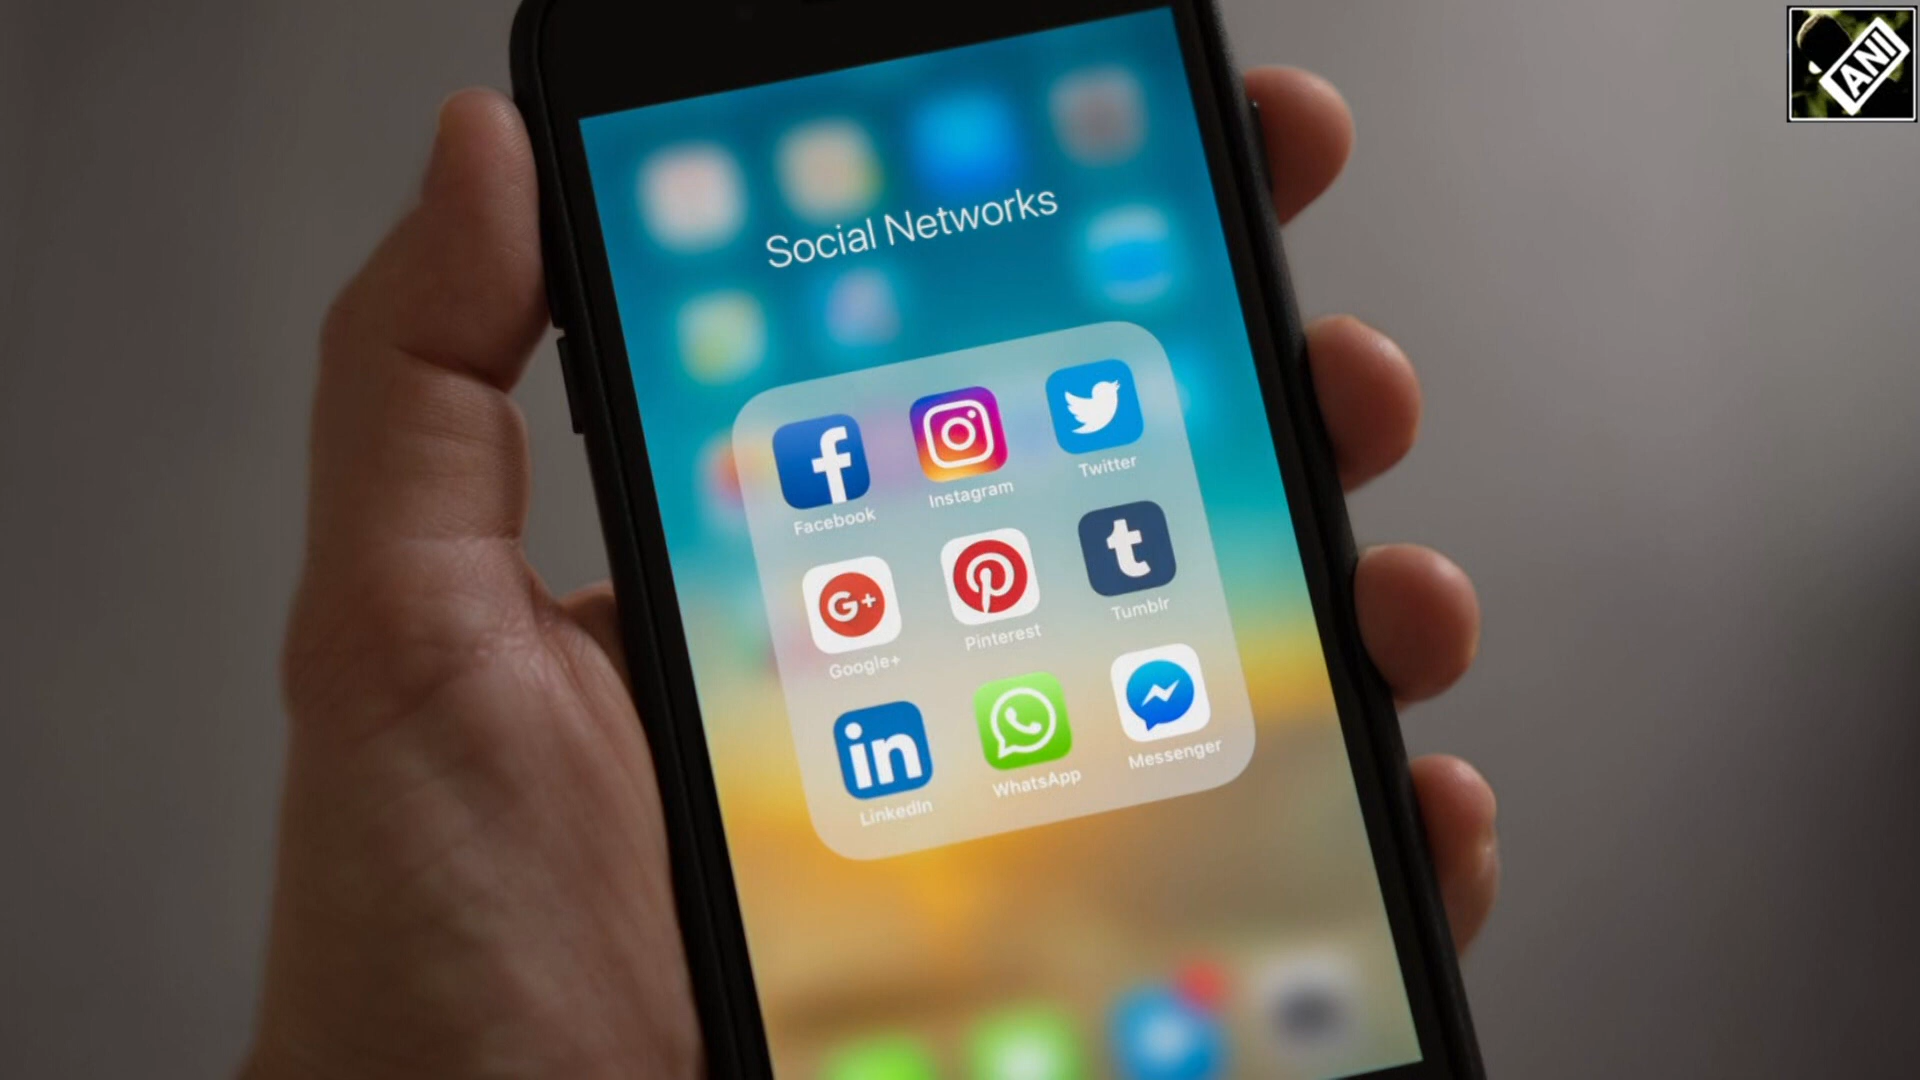 ANI
Social Networks
Facebook
Instagram
Twitter
Google+
Pinterest
Tumblr
LinkedIn
WhatsApp
Messenger